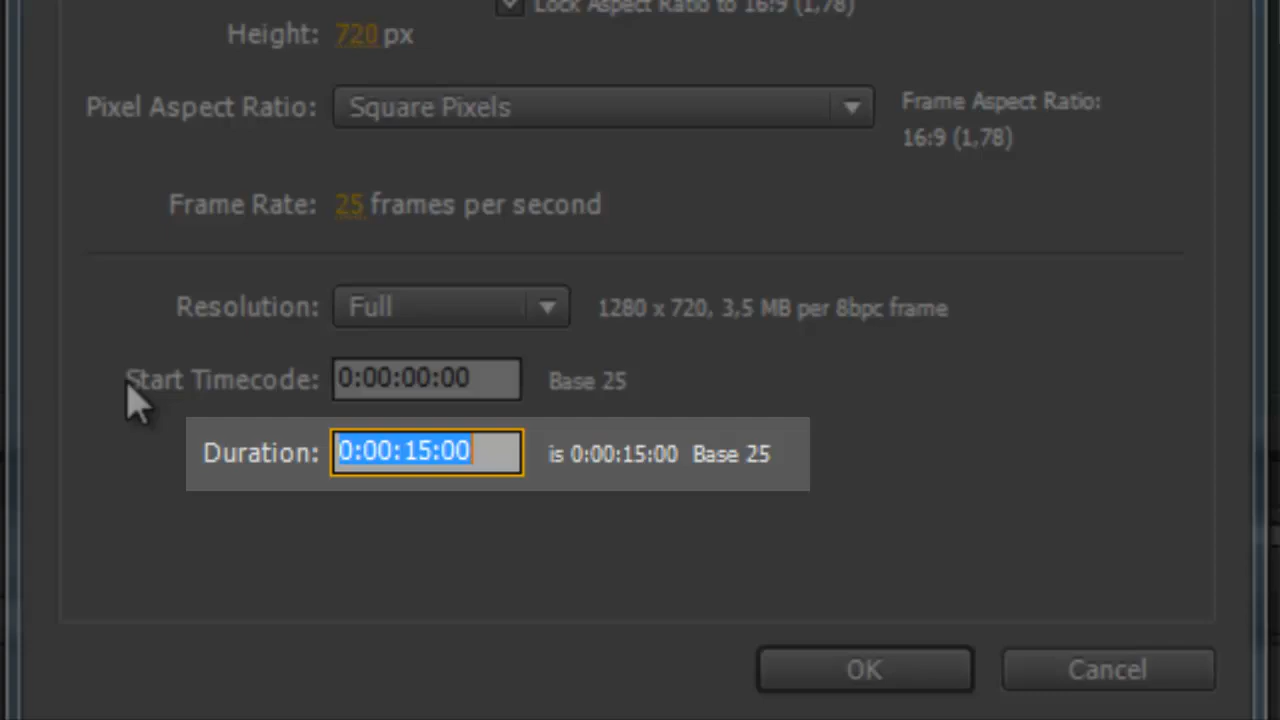 Lock Aspect Ratio to 16:9 (1,78)
Height: 720 px
Pixel Aspect Ratio: Square Pixels
Frame Aspect Ratio:
16:9 (1,78)
Frame Rate: 25 frames per second
Resolution: Full 1280 x 720, 3,5 MB per 8bpc frame
Start Timecode: 0:00:00:00 Base 25
Duration: 0:00:15:00 is 0:00:15:00 Base 25
OK Cancel